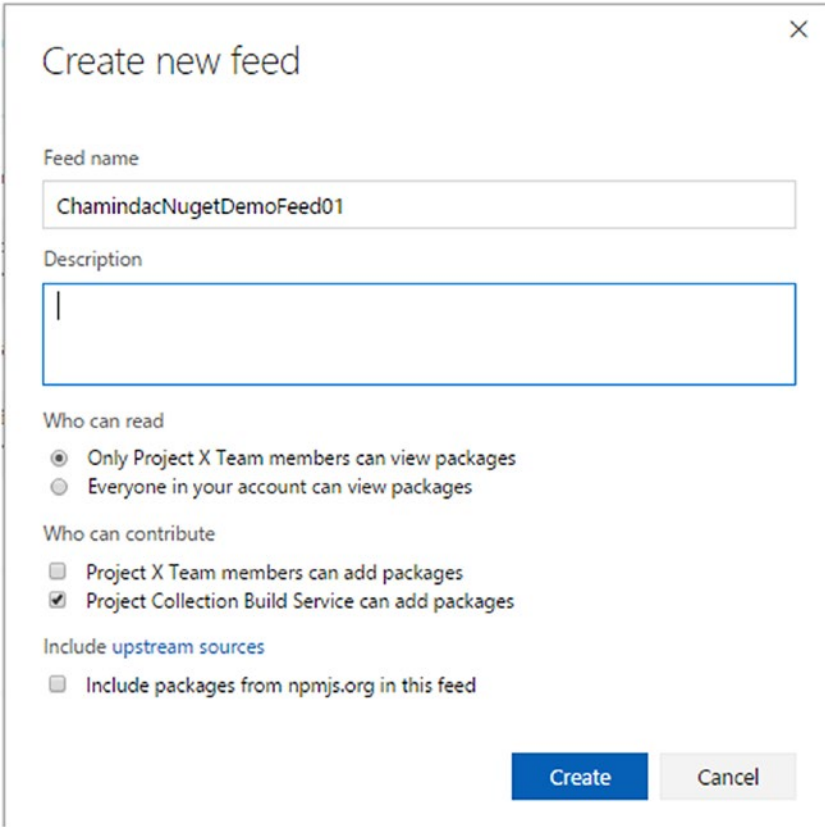 Create new feed
Feed name
ChamindacNugetDemoFeed01
Description
Who can read
Only Project X Team members can view packages
Everyone in your account can view packages
Who can contribute
Project X Team members can add packages
Project Collection Build Service can add packages
Include upstream sources
Include packages from npmjs.org in this feed
Create Cancel